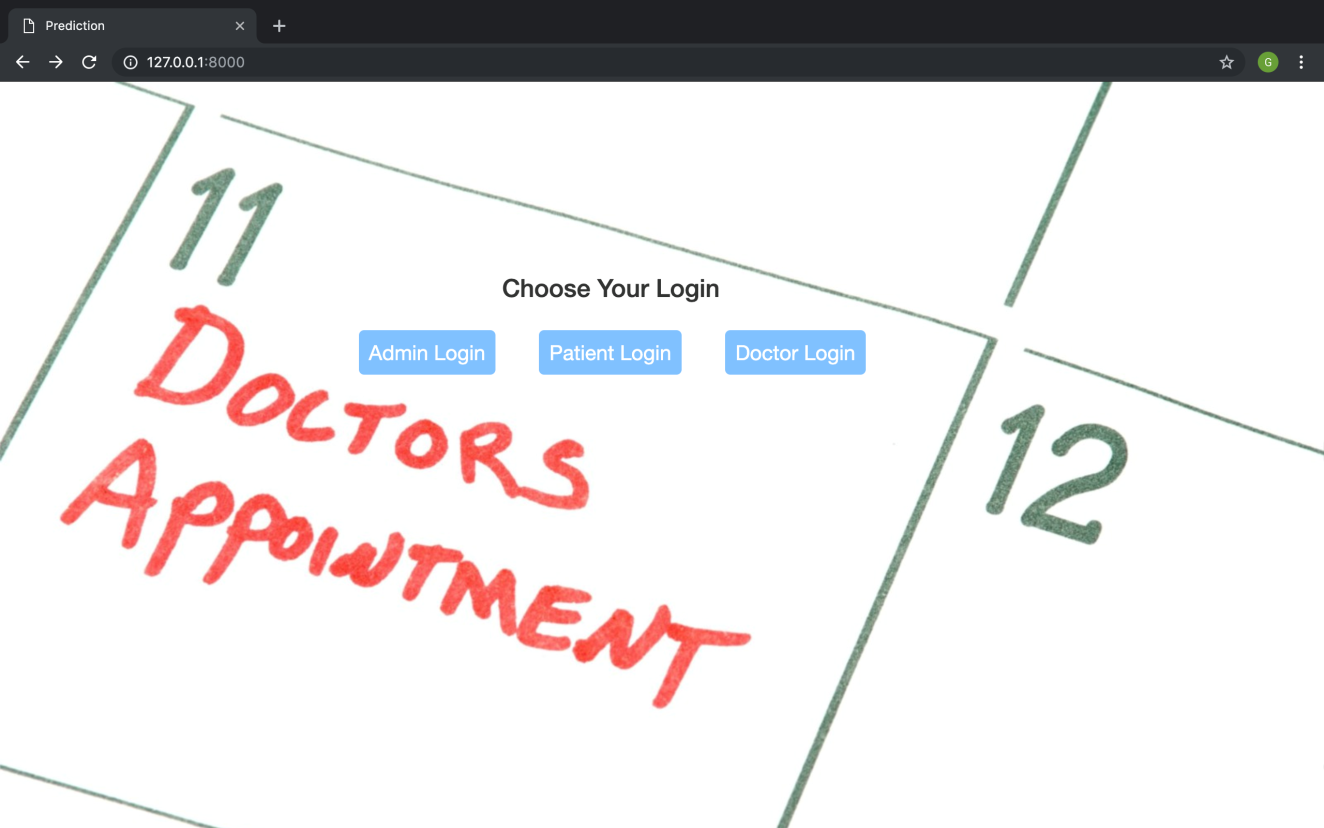 Prediction
127.0.0.1:8000
G
11
Choose Your Login
Admin Login
Patient Login
Doctor Login
DOCTORS
APPOINTMENT
12